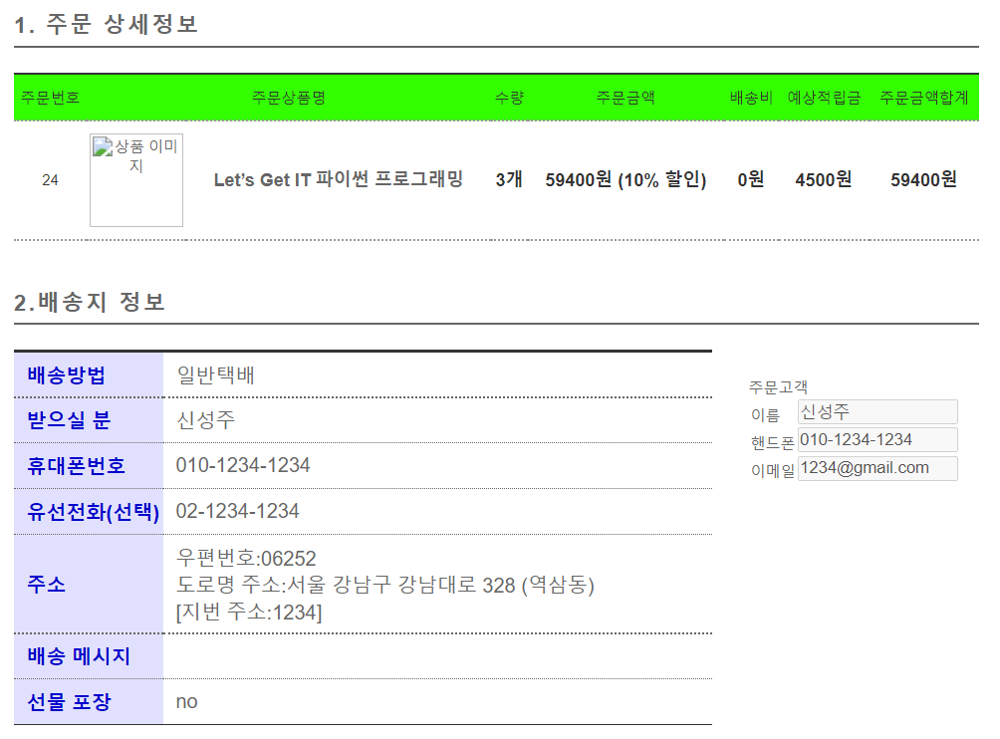 1. 주문 상세정보
주문번호 주문상품명 수량 주문금액 배송비 예상적립금 주문금액합계
상품 이미
지
24 Let’s Get IT 파이썬 프로그래밍 3개 59400원 (10% 할인) 0원 4500원 59400원
2.배송지 정보
배송방법 일반택배
받으실 분 신성주
휴대폰번호 010-1234-1234
유선전화(선택) 02-1234-1234
주소
우편번호:06252
도로명 주소:서울 강남구 강남대로 328 (역삼동)
[지번 주소:1234]
배송 메시지
선물 포장 no
주문고객
이름 신성주
핸드폰 010-1234-1234
이메일 1234@gmail.com